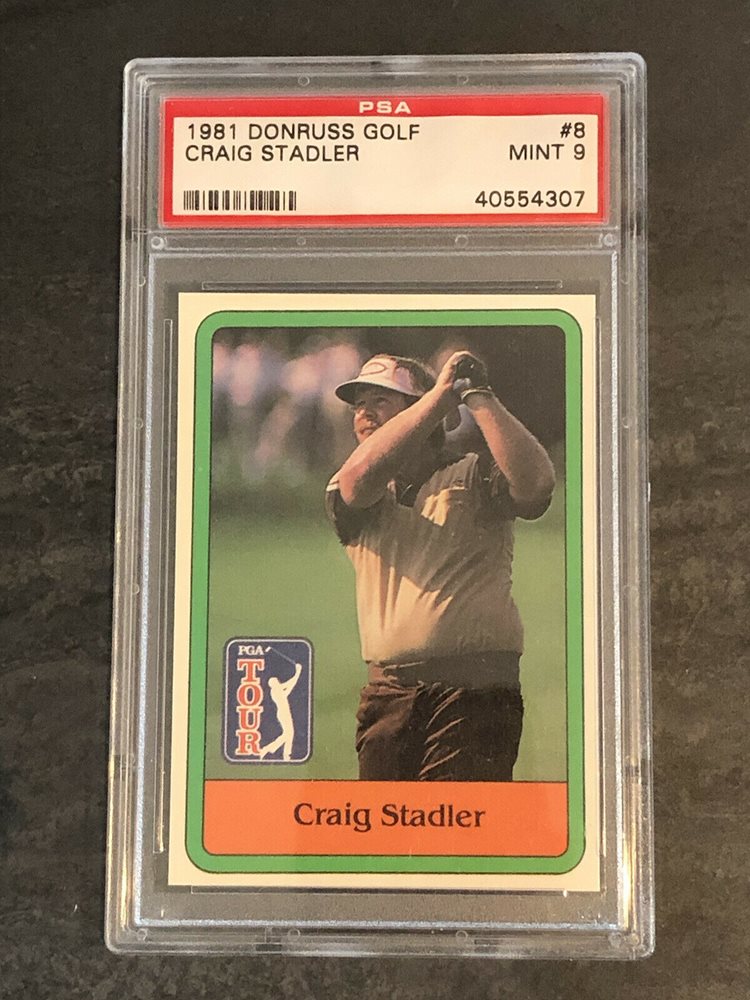 PSA
1981 DONRUSS GOLF #8
CRAIG STADLER MINT 9
40554307
PGA
TOUR
Craig Stadler